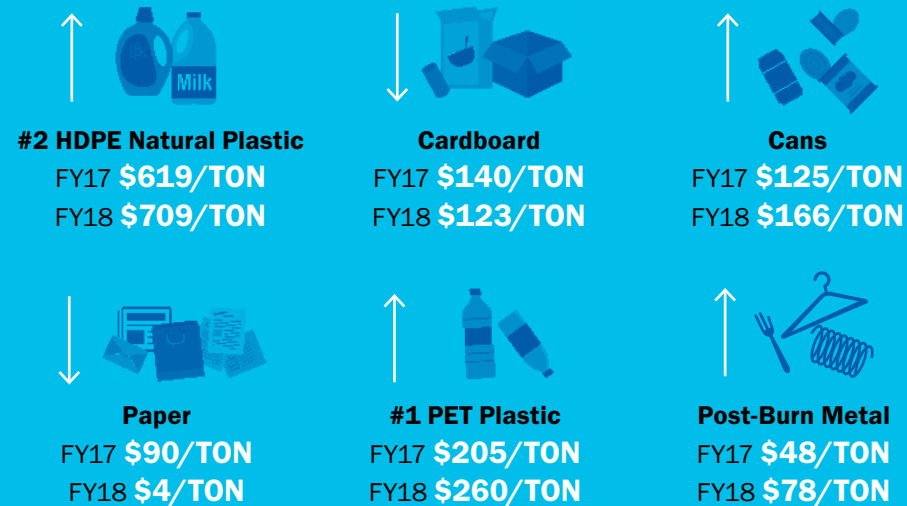 Milk
#2 HDPE Natural Plastic
FY17 $619/TON
FY18 $709/TON
Cardboard
FY17 $140/TON
FY18 $123/TON
Cans
FY17 $125/TON
FY18 $166/TON
Paper
FY17 $90/TON
FY18 $4/TON
#1 PET Plastic
FY17 $205/TON
FY18 $260/TON
Post-Burn Metal
FY17 $48/TON
FY18 $78/TON